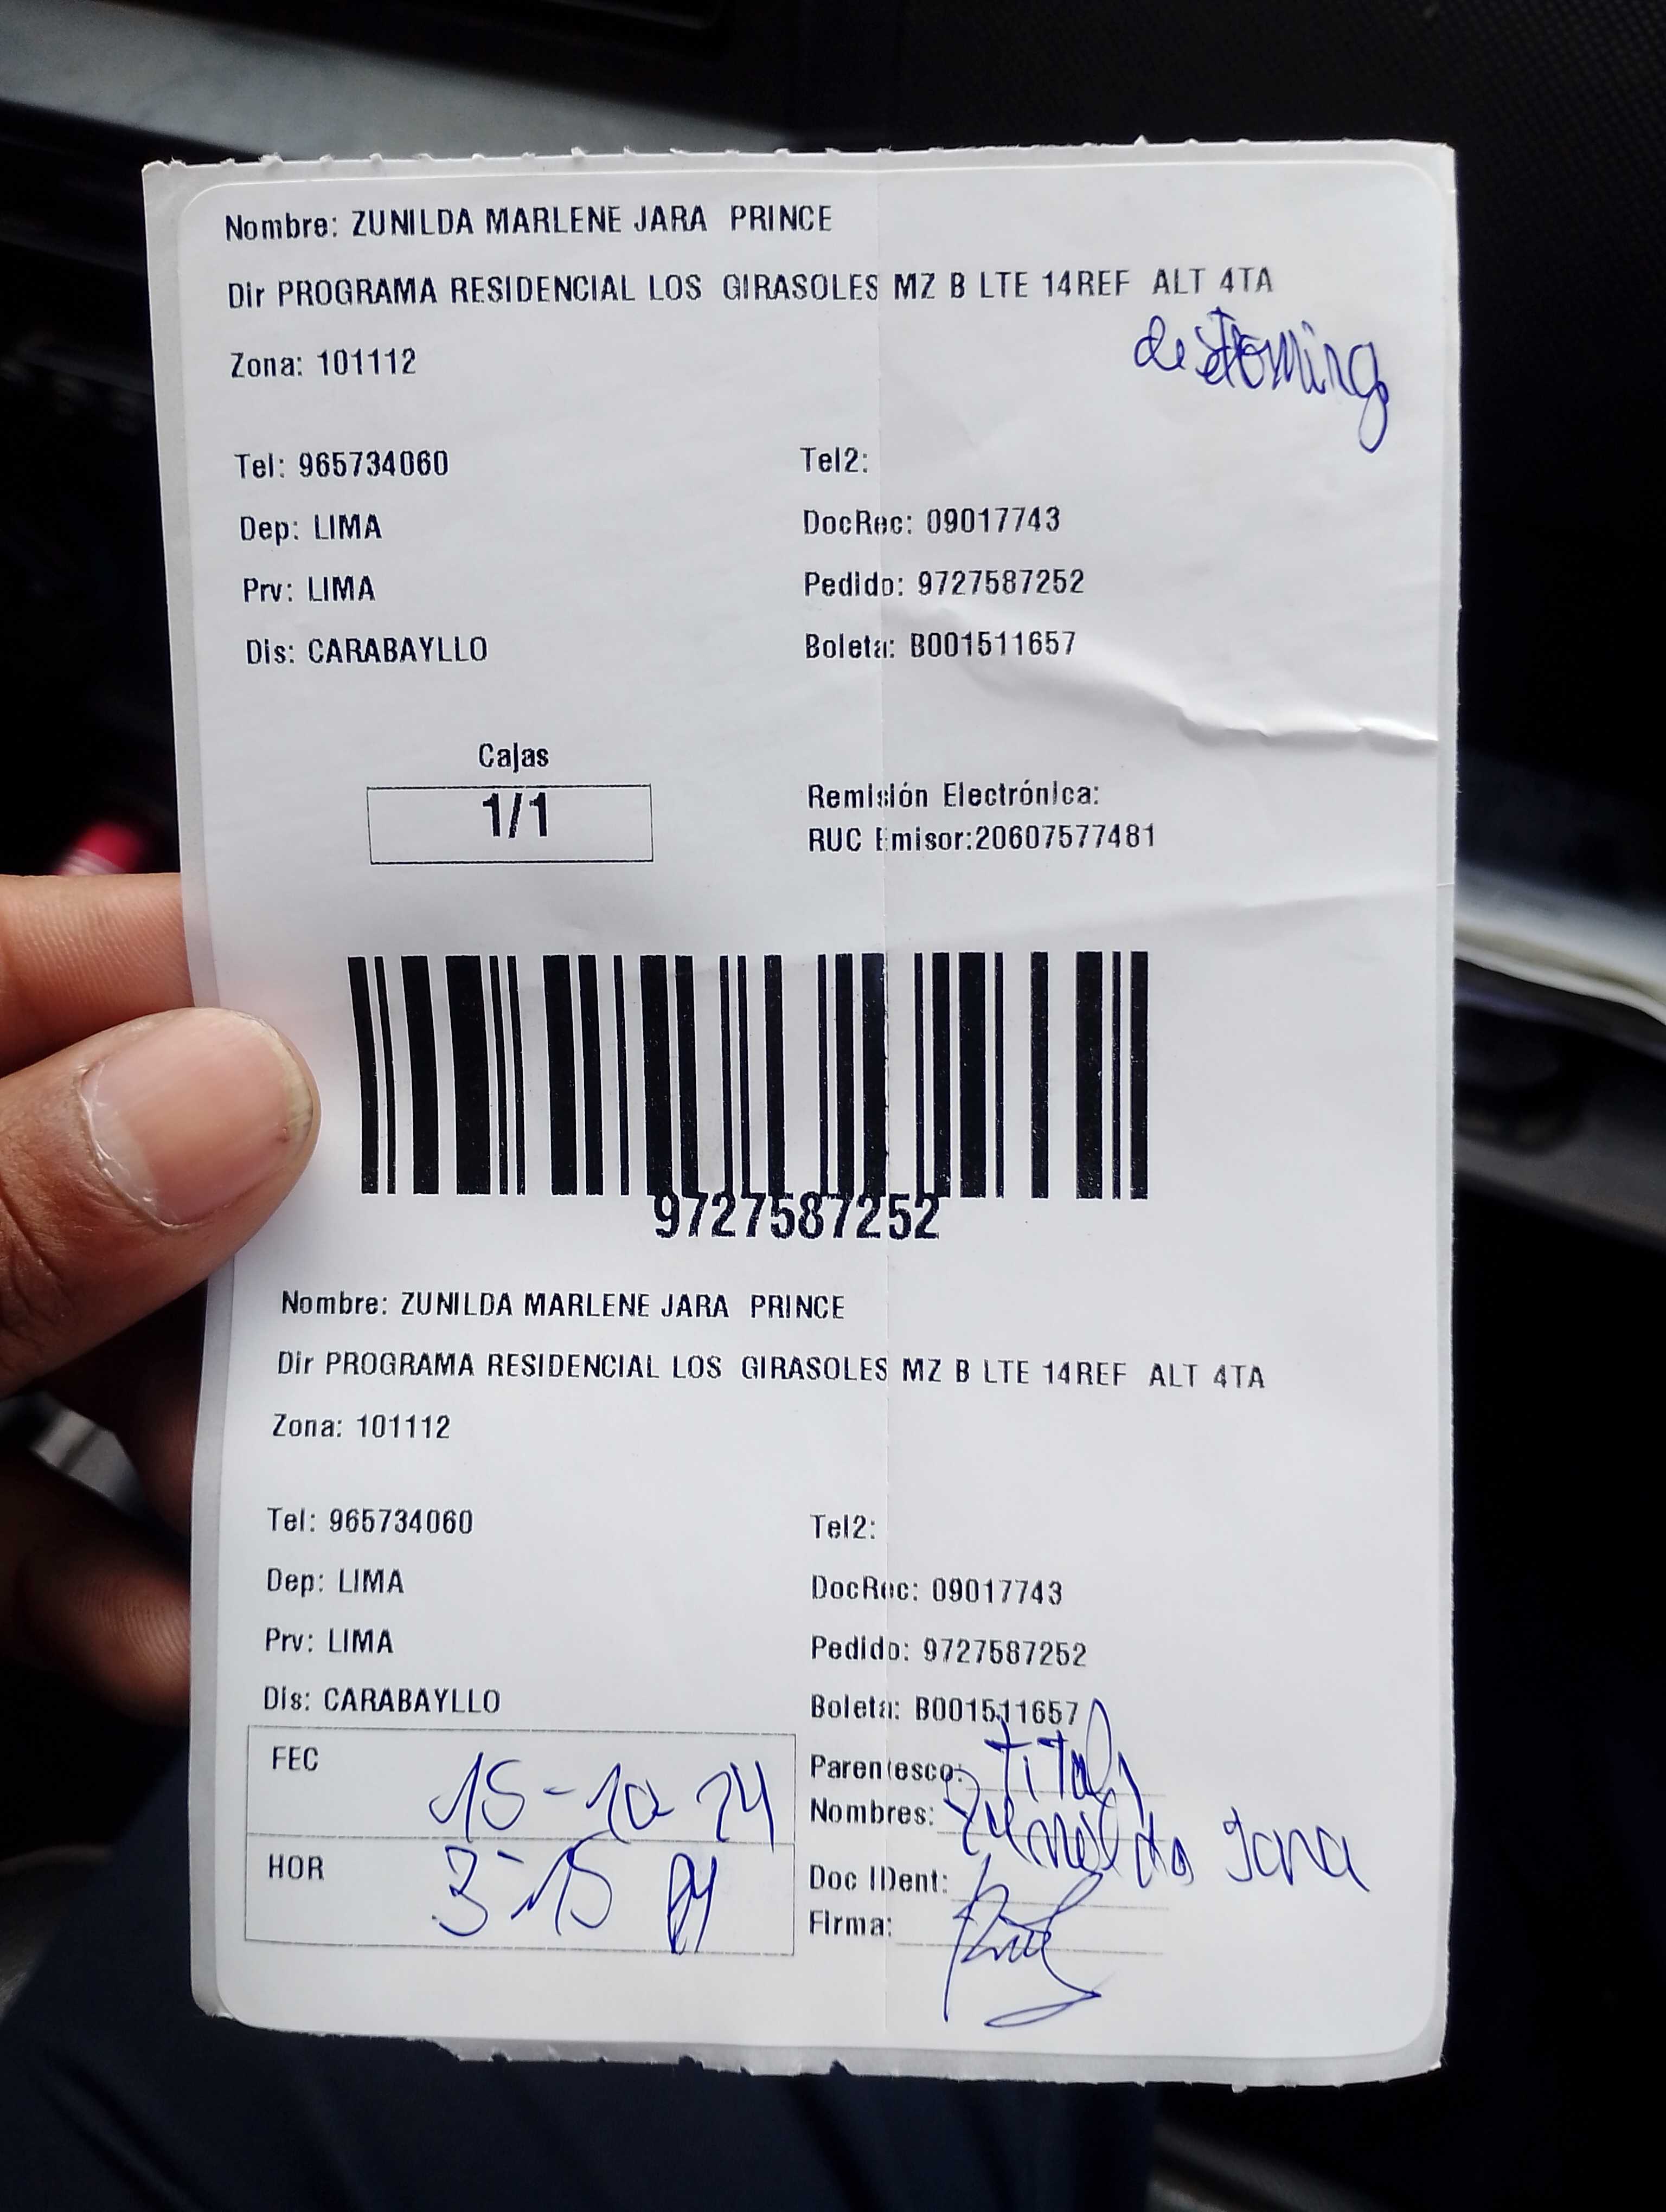 Nombre: ZUNILDA MARLENE JARA PRINCE
Dir PROGRAMA RESIDENCIAL LOS GIRASOLES MZ B LTE 14REF ALT 4TA
de
Zona: 101112
Tel: 965734060 Tel2:
Dep: LIMA DocRec: 09017743
Prv: LIMA Pedido: 9727587252
Dis: CARABAYLLO Boleta: B001511657
Cajas
1/1
Remisión Electrónica:
RUC Emisor:20607577481
9727587252
Nombre: ZUNILDA MARLENE JARA PRINCE
Dir PROGRAMA RESIDENCIAL LOS GIRASOLES MZ B LTE 14REF ALT 4TA
Zona: 101112
Tel: 965734060 Tel2:
Dep: LIMA DocRec: 09017743
Prv: LIMA Pedido: 9727587252
Dis: CARABAYLLO Boleta: B001511657
FEC 15-10-24 Parentesco:
Nombres: Jara
HOR 3-15 Doc IDent:
Firma: